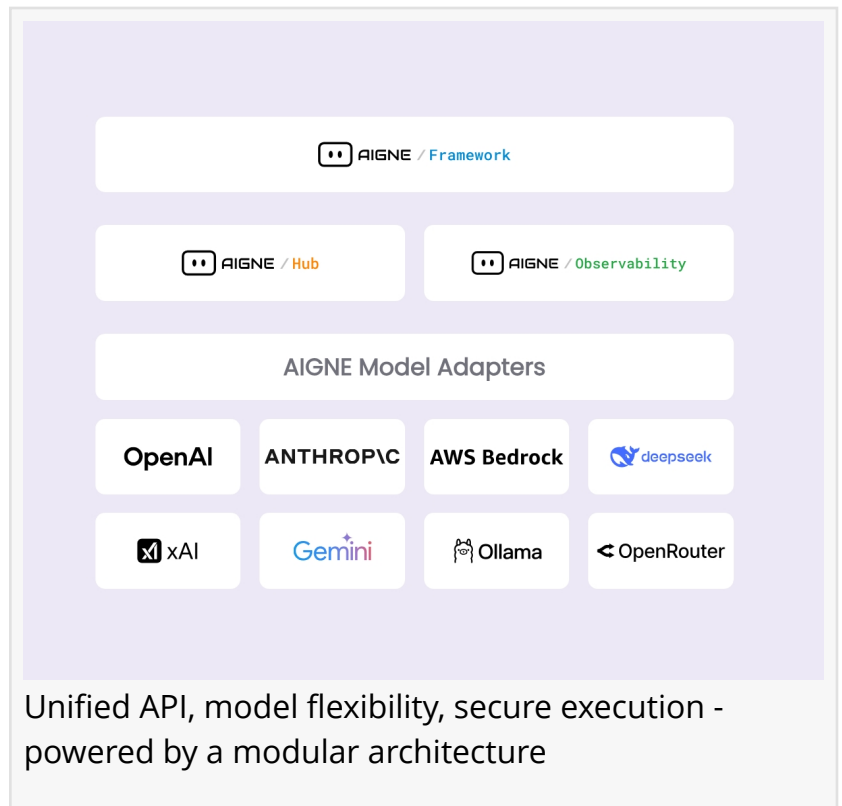 AIGNE / Framework
AIGNE / Hub
AIGNE / Observability
AIGNE Model Adapters
OpenAI
ANTHROP\C
AWS Bedrock
deepseek
xAI
Gemini
Ollama
OpenRouter
Unified API, model flexibility, secure execution -
powered by a modular architecture